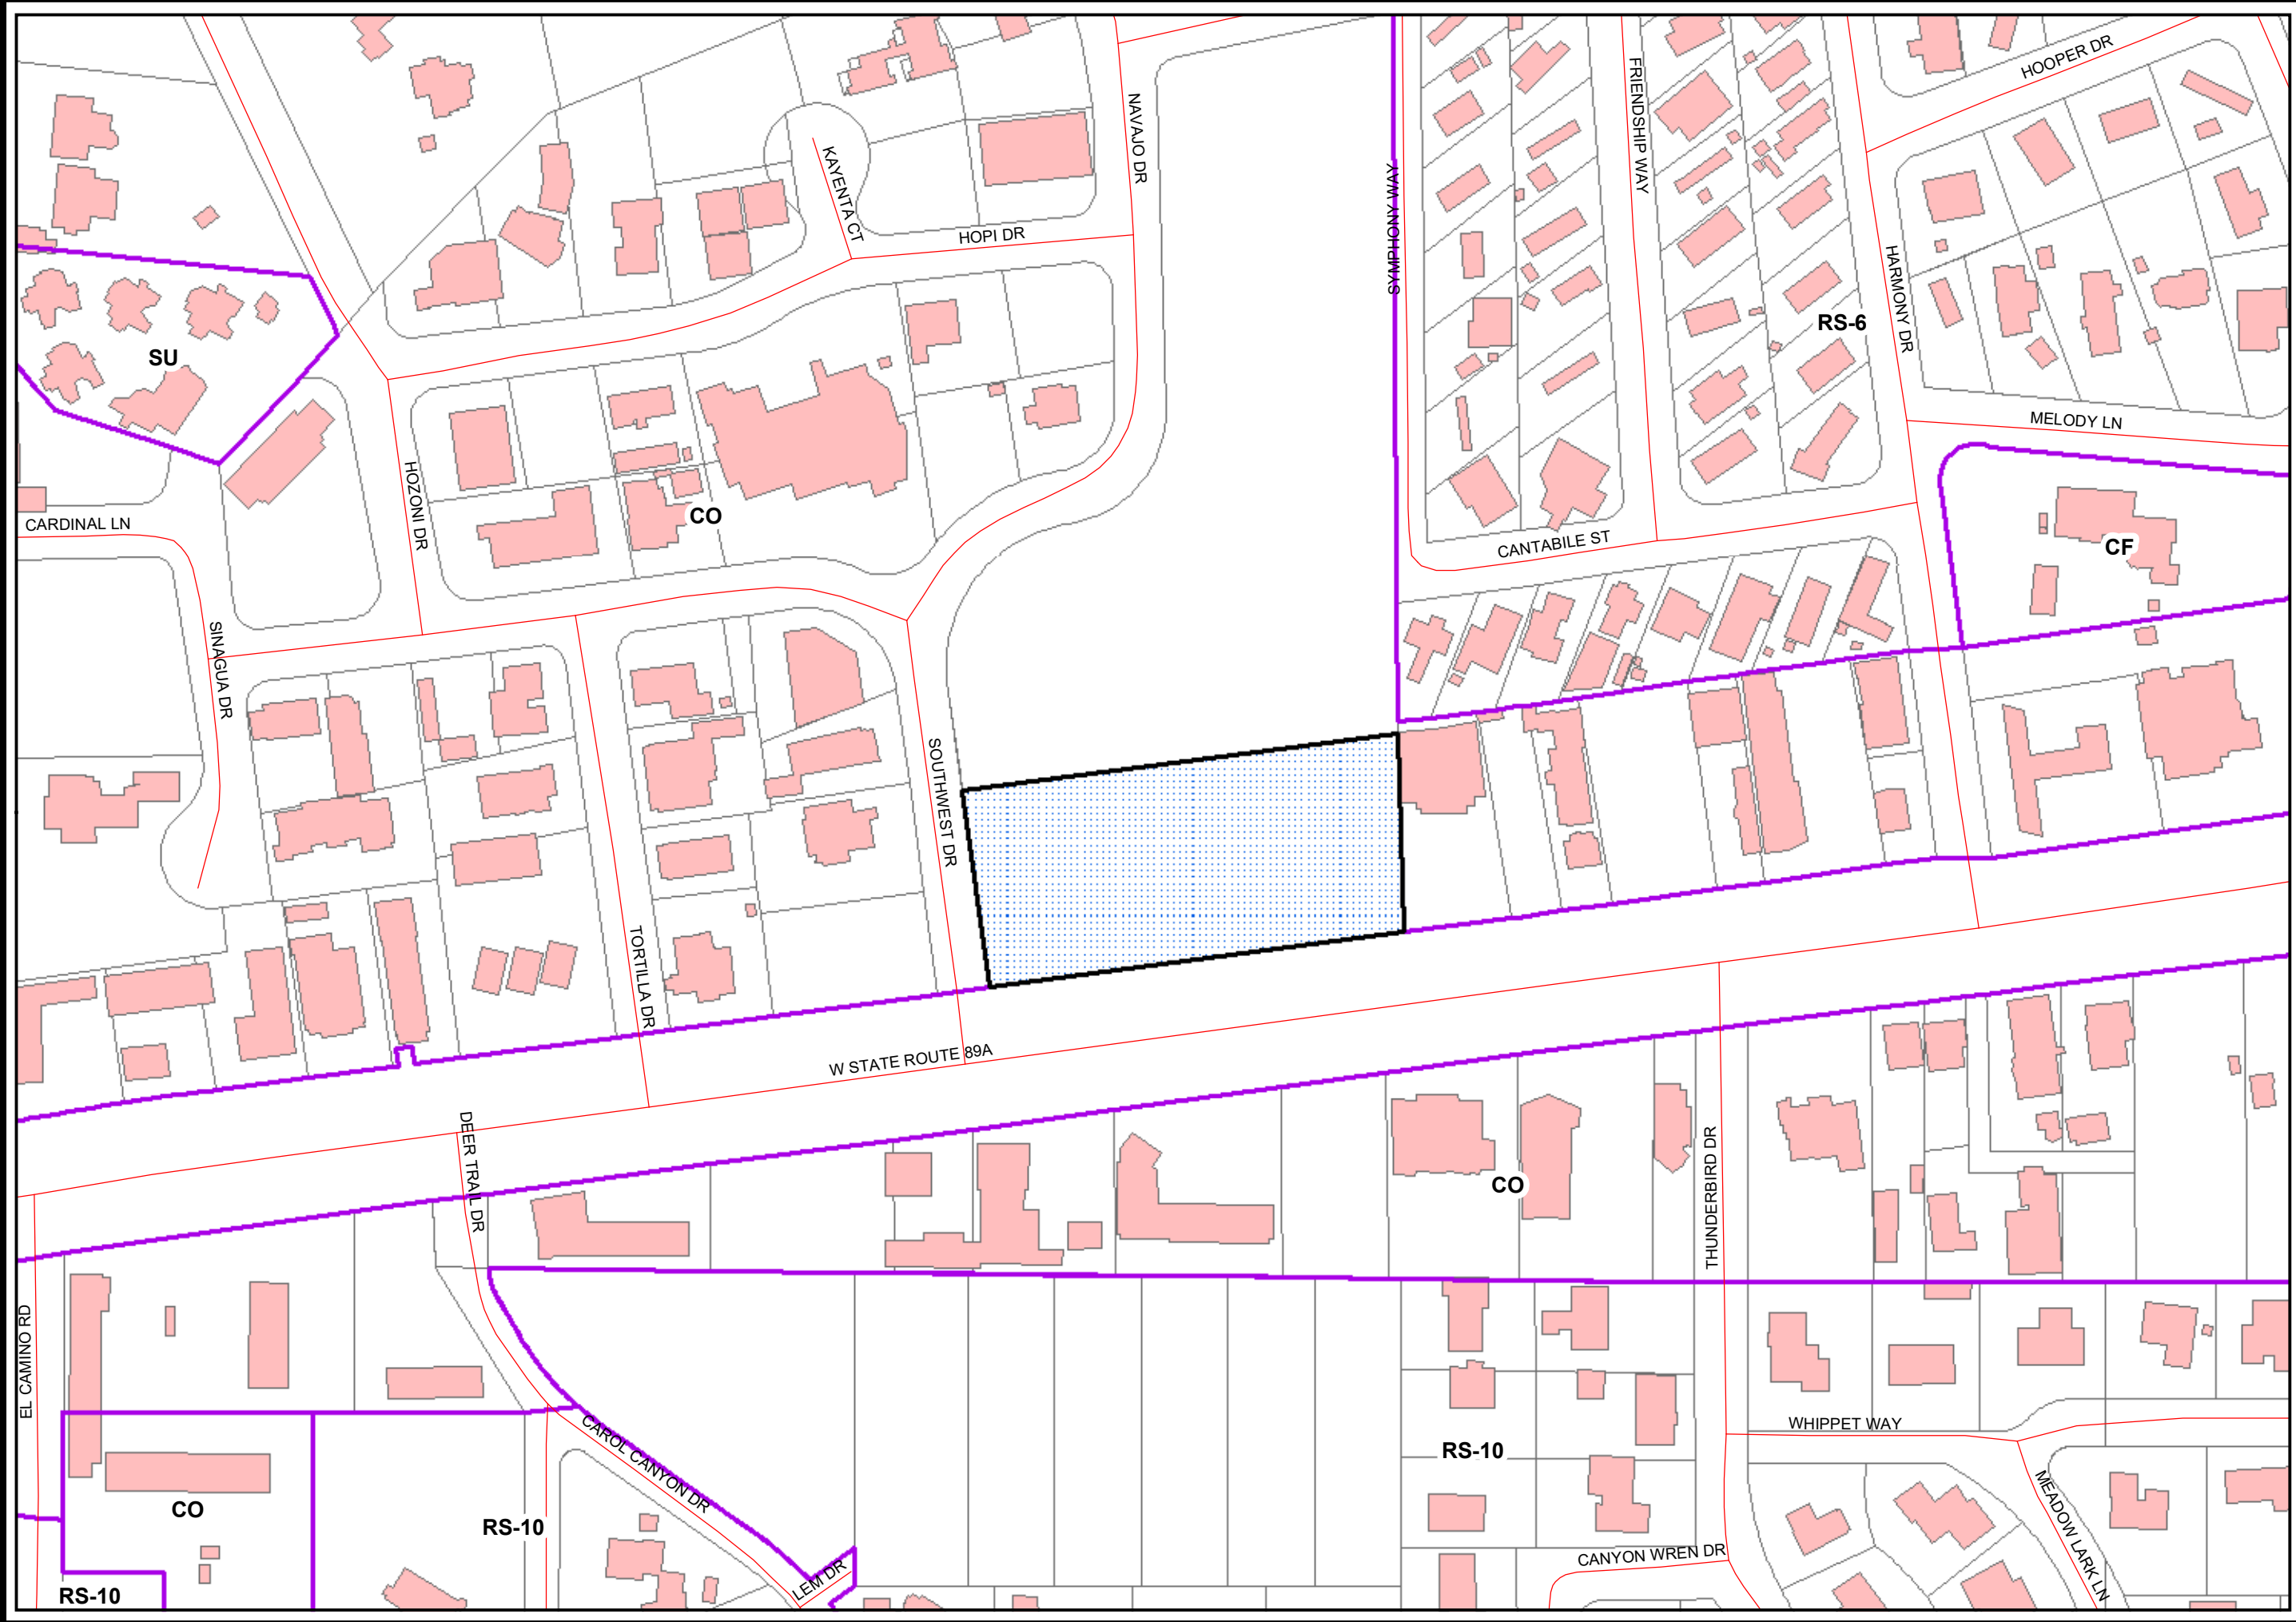 HOOPER DR
FRIENDSHIP WAY
NAVAJO DR
KAYENTA CT
SYMPHONY WAY
HOPI DR
HARMONY DR
RS-6
SU
MELODY LN
HOZONI DR
CO
CARDINAL LN
CANTABILE ST
CF
SINAGUA DR
SOUTHWEST DR
TORTILLA DR
W STATE ROUTE 89A
DEER TRAIL DR
THUNDERBIRD DR
CO
EL CAMINO RD
WHIPPET WAY
CAROL CANYON DR
RS-10
CO
RS-10
MEADOW LARK LN
CANYON WREN DR
LEM DR
RS-10